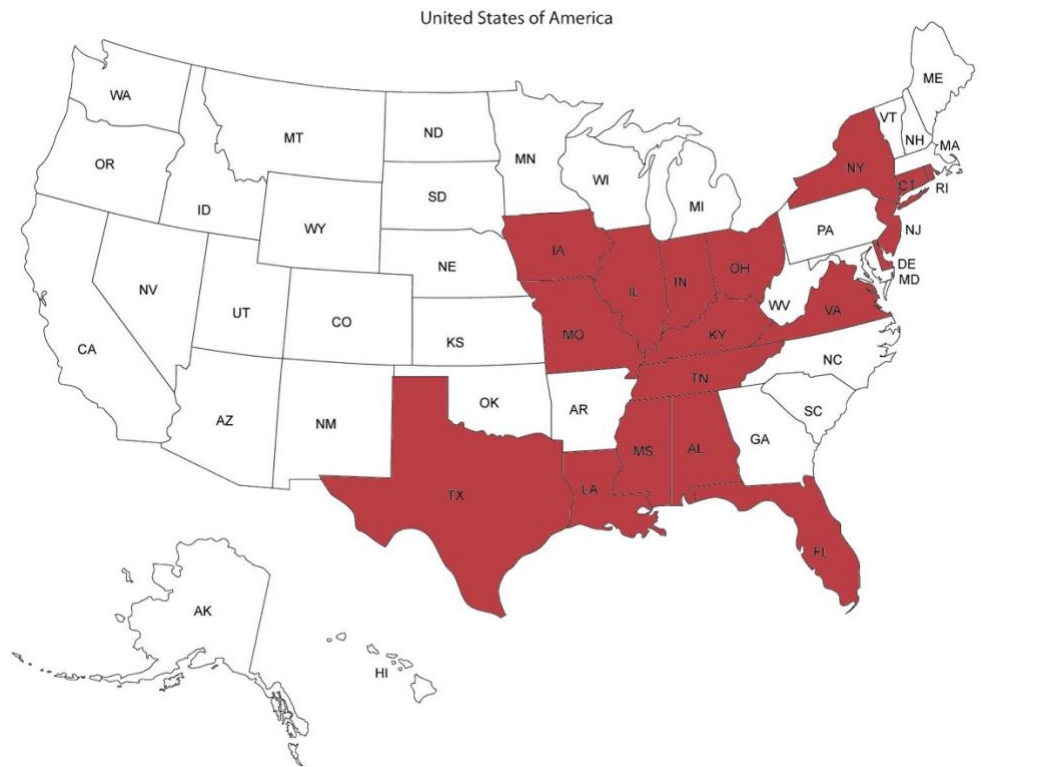 United States of America
ME
WA
VT
NH
MT
ND
MA
OR
MN
NY
WI
SD
CT
RI
ID
MI
WY
PA
NJ
IA
NE
OH
DE
MD
NV
IN
IL
UT
WV
VA
CO
MO
KY
KS
CA
NC
TN
OK
AR
SC
AZ
NM
GA
MS
AL
LA
TX
FL
AK
HI